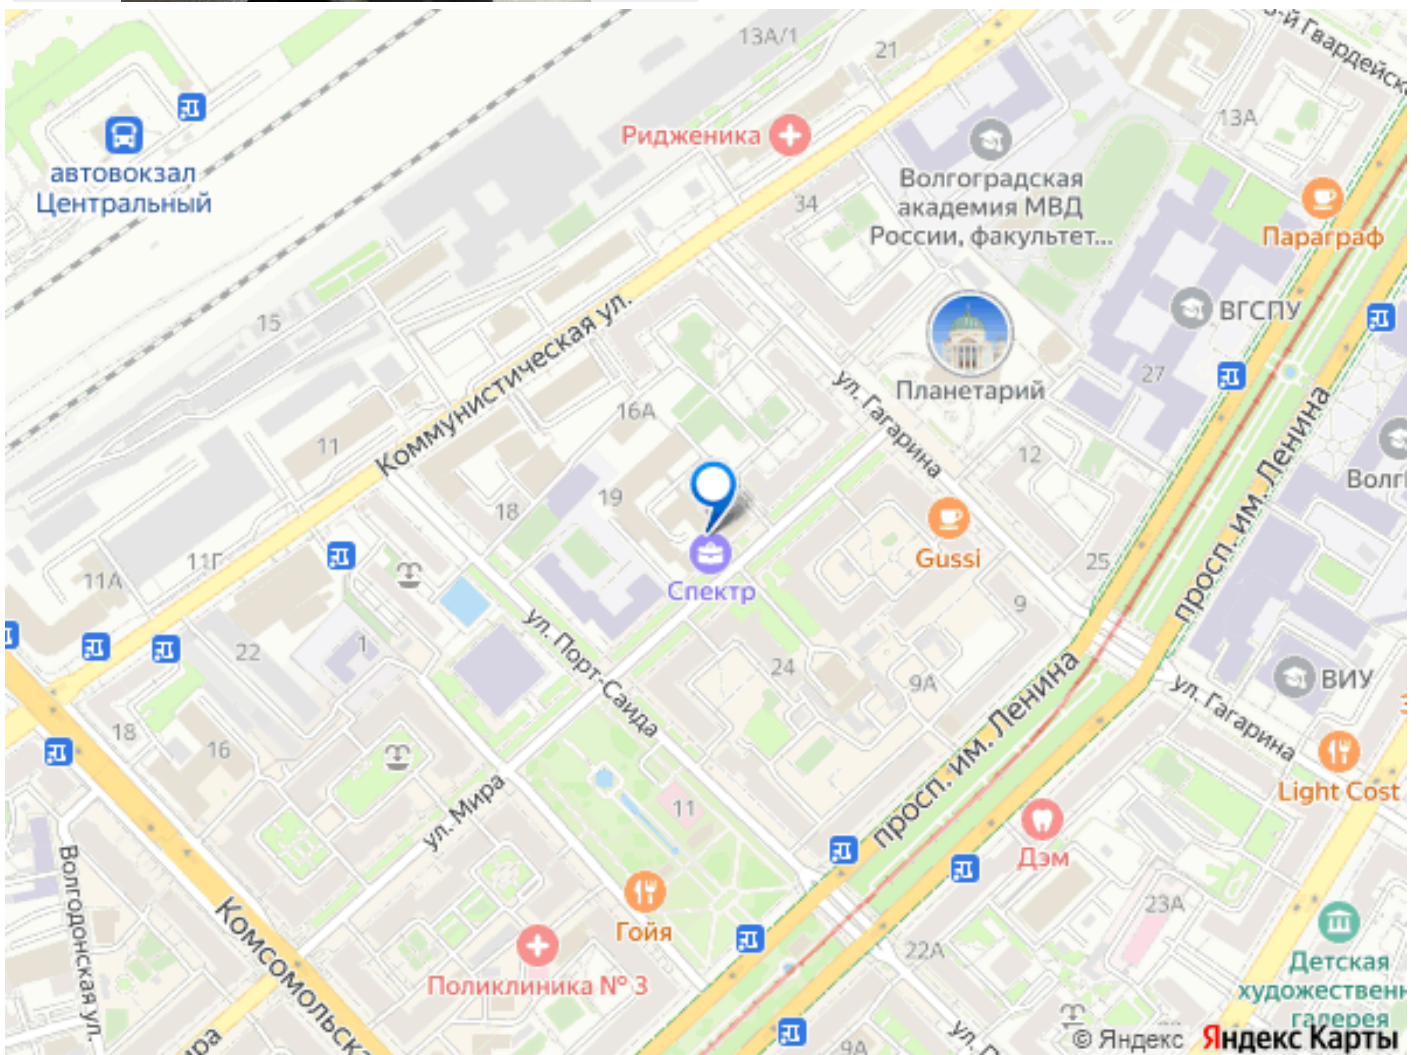 13А/1
21
й Гвардейск
13А
Ридженика
автовокзал
Центральный
Волгоградская
академия МВД
России, факультет...
34
Параграф
ВГСПУ
15
Коммунистическая ул.
Планетарий
ул. Гагарина
27
16А
11
12
просп. им. Ленина
Волг
19
18
Gussi
25
11Г
11А
Спектр
9
ул. Порт-Саида
22
1
24
9А
ВИУ
ул. Гагарина
18
16
Light Cost
ул. Мира
11
просп. им. Ленина
Дэм
Волгодонская ул.
Комсомольска
Гойя
23А
22А
Поликлиника № 3
Детская
художественн
галерея
ира
9А
ул. П
© Яндекс Яндекс Карты